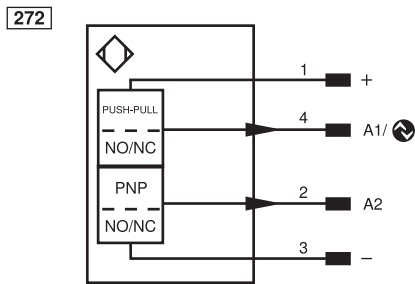 272
1 +
PUSH-PULL
4
NO/NC
A1/
PNP
2
NO/NC
A2
3
–